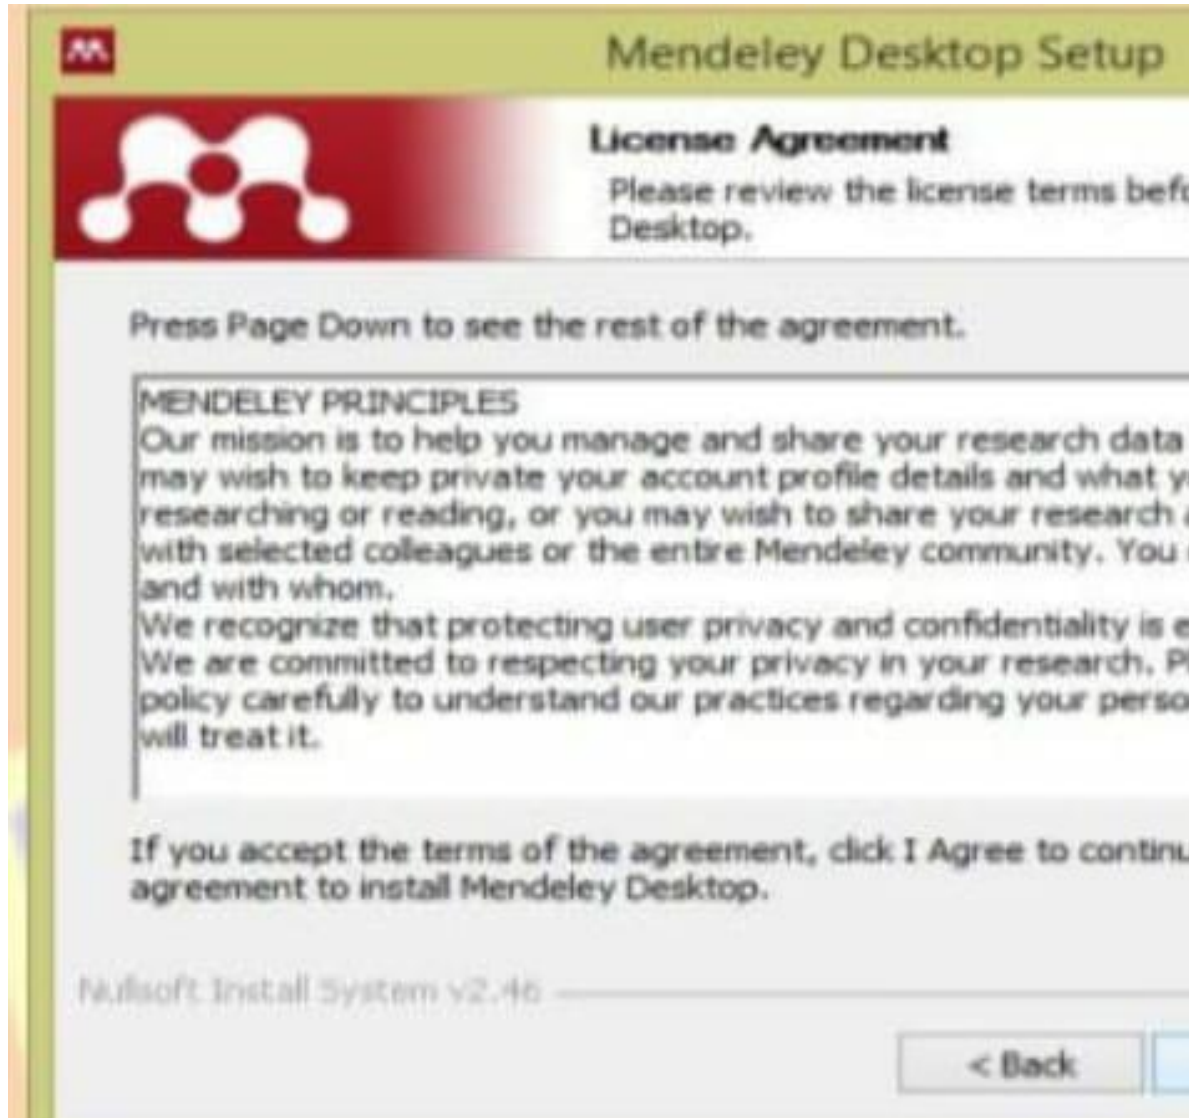 Mendeley Desktop Setup
License Agreement
Please review the license terms befo
Desktop.
Press Page Down to see the rest of the agreement.
MENDELEY PRINCIPLES
Our mission is to help you manage and share your research data
may wish to keep private your account profile details and what y
researching or reading, or you may wish to share your research a
with selected colleagues or the entire Mendeley community. You
and with whom.
We recognize that protecting user privacy and confidentiality is e
We are committed to respecting your privacy in your research. Pl
policy carefully to understand our practices regarding your perso
will treat it.
If you accept the terms of the agreement, click I Agree to continu
agreement to install Mendeley Desktop.
Nullsoft Install System v2.46
< Back